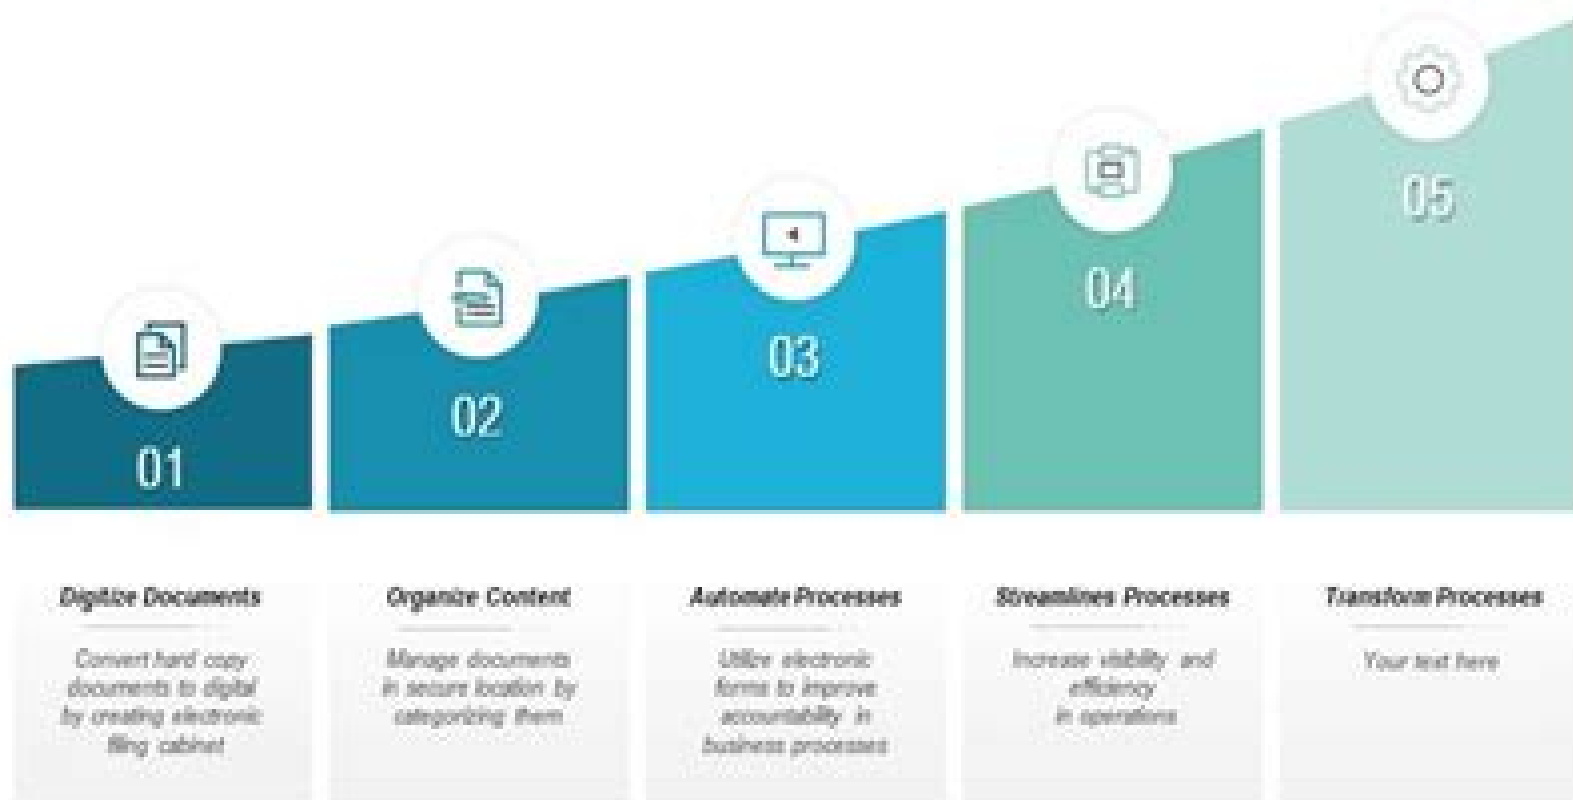 01
02
03
04
05
Digitize Documents
Convert hard copy
documents to digital
by creating electronic
filing cabinet
Organize Content
Manage documents
in secure location by
categorizing them
Automate Processes
Utilize electronic
forms to improve
accountability in
business processes
Streamlines Processes
Increase visibility and
efficiency
in operations
Transform Processes
Your text here